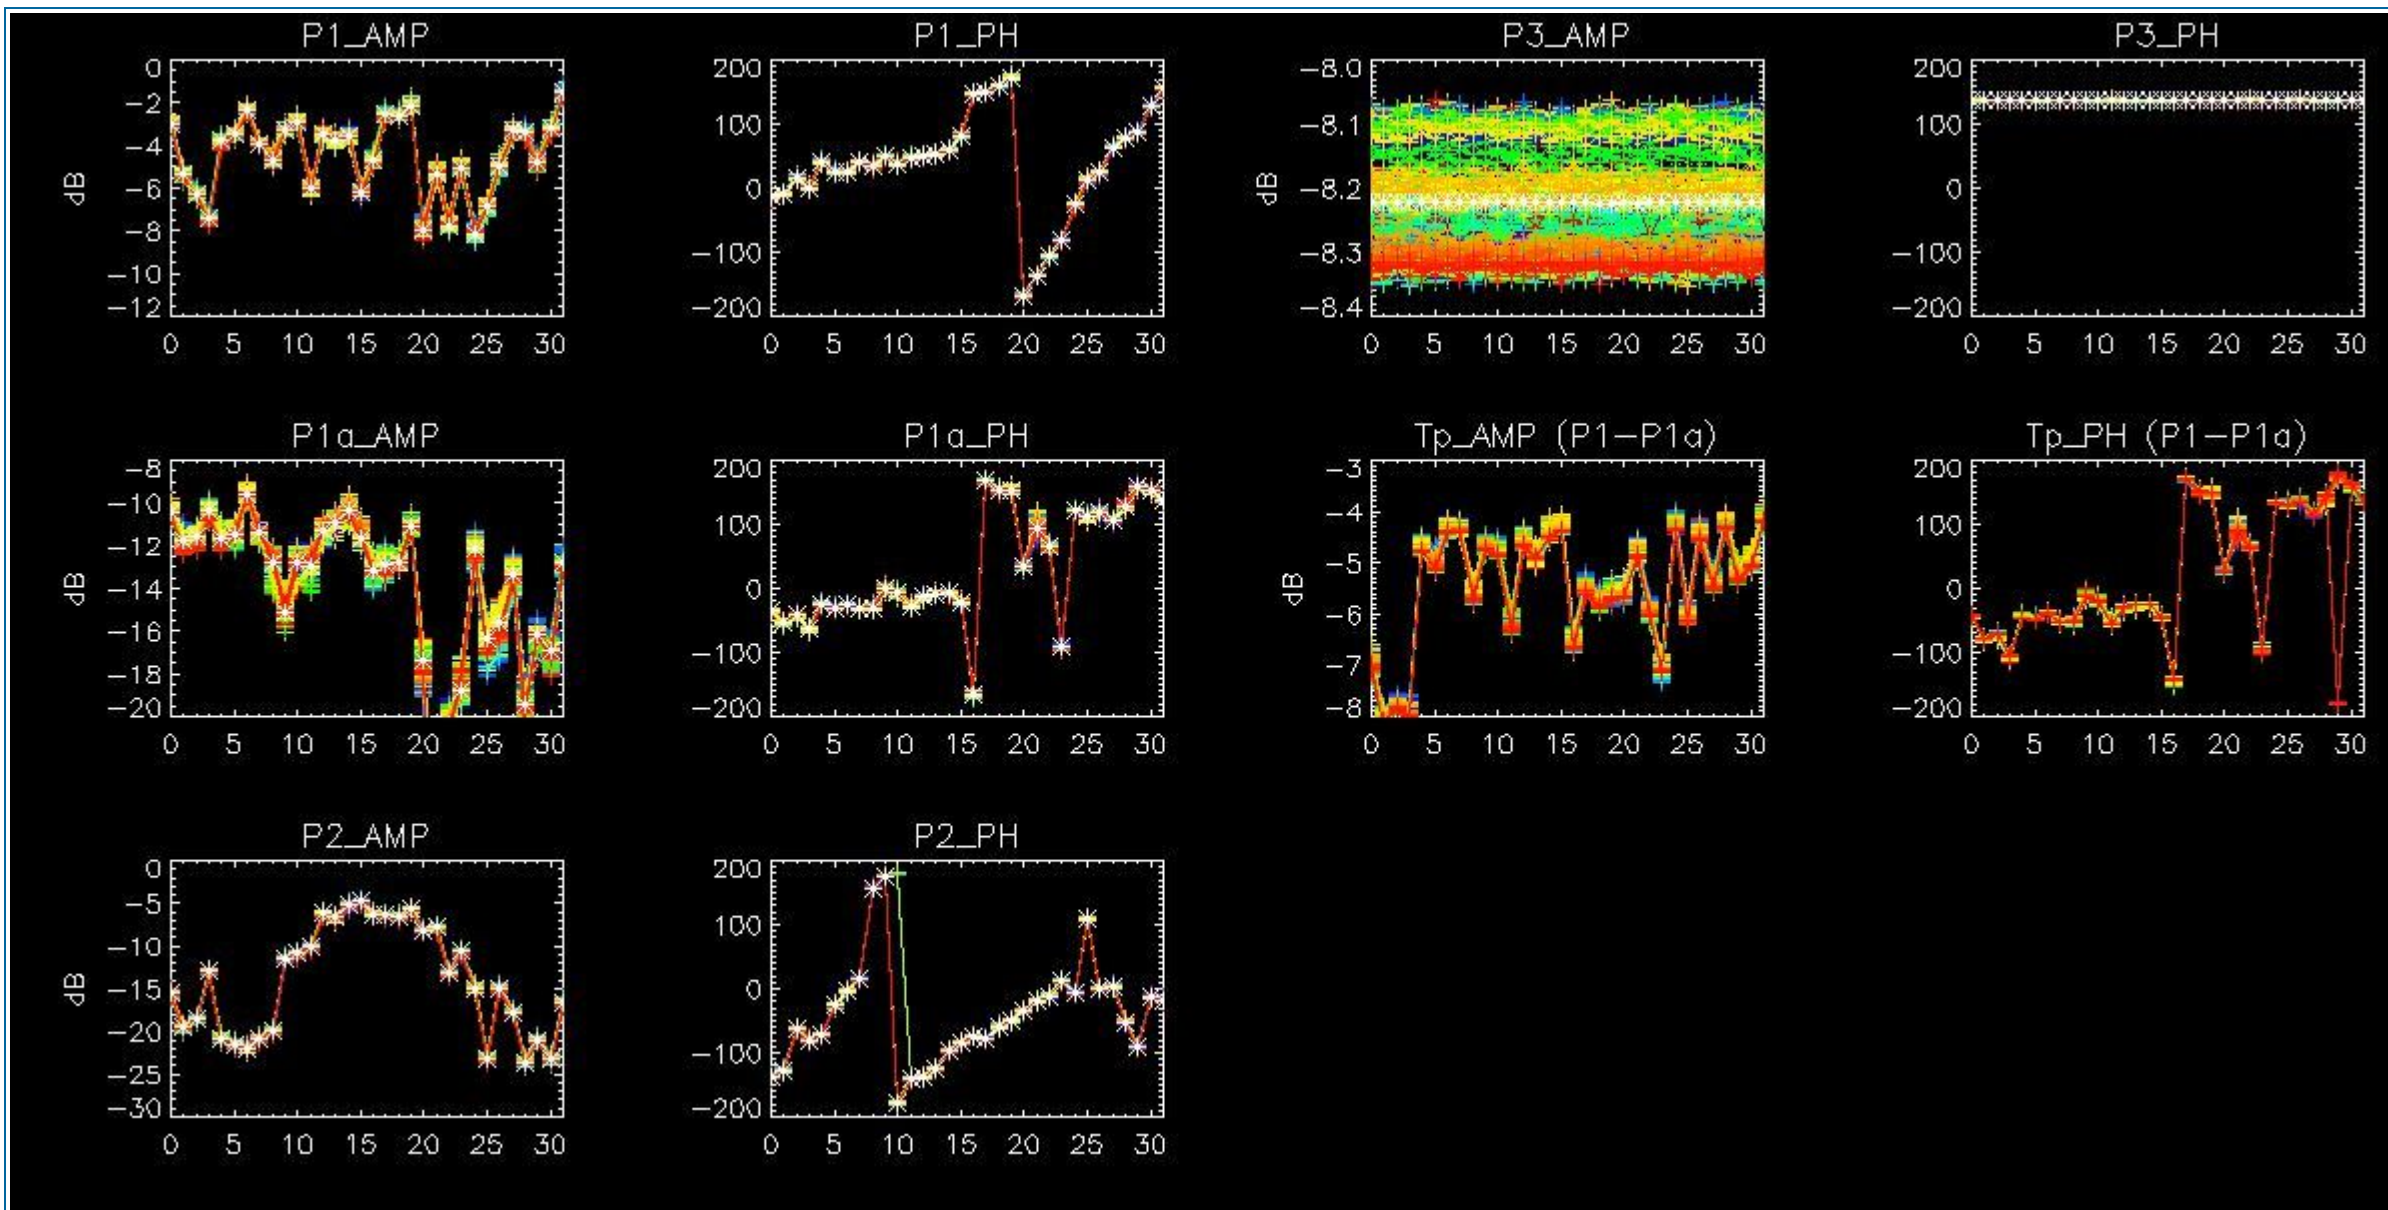 P1_AMP
P1_PH
P3_AMP
P3_PH
0
−2
−4
−6
−8
−10
−12
dB
0 5 10 15 20 25 30
200
100
0
−100
−200
0 5 10 15 20 25 30
−8.0
−8.1
−8.2
−8.3
−8.4
dB
0 5 10 15 20 25 30
200
100
0
−100
−200
0 5 10 15 20 25 30
P1a_AMP
P1a_PH
Tp_AMP (P1−P1a)
Tp_PH (P1−P1a)
−8
−10
−12
−14
−16
−18
−20
dB
0 5 10 15 20 25 30
200
100
0
−100
−200
0 5 10 15 20 25 30
−3
−4
−5
−6
−7
−8
dB
0 5 10 15 20 25 30
200
100
0
−100
−200
0 5 10 15 20 25 30
P2_AMP
P2_PH
0
−5
−10
−15
−20
−25
−30
dB
0 5 10 15 20 25 30
200
100
0
−100
−200
0 5 10 15 20 25 30